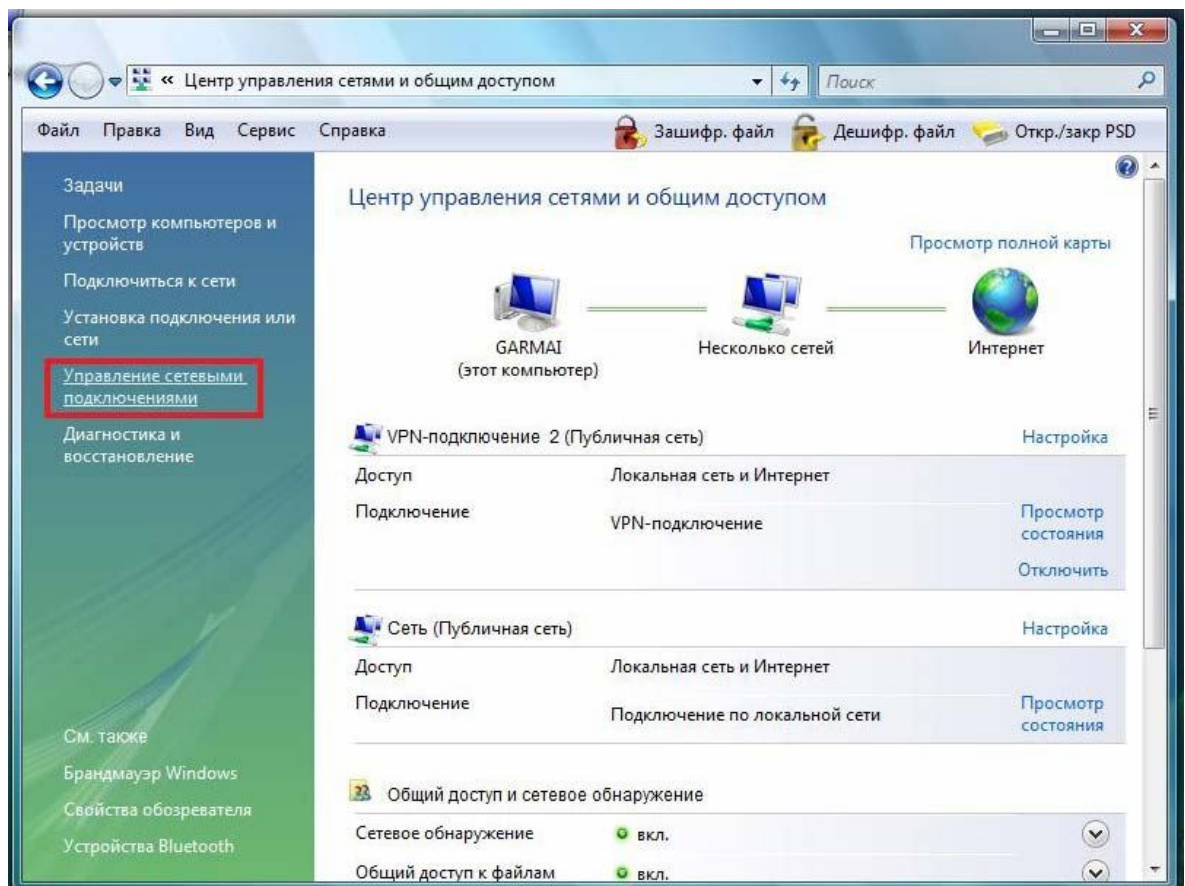 « Центр управления сетями и общим доступом
Поиск
Файл Правка Вид Сервис Справка
Зашифр. файл Дешифр. файл Откр./закр PSD
Задачи
Просмотр компьютеров и
устройств
Подключиться к сети
Установка подключения или
сети
Управление сетевыми
подключениями
Диагностика и
восстановление
См. также
Брандмауэр Windows
Свойства обозревателя
Устройства Bluetooth
Центр управления сетями и общим доступом
Просмотр полной карты
GARMAI
(этот компьютер)
Несколько сетей
Интернет
VPN-подключение 2 (Публичная сеть) Настройка
Доступ Локальная сеть и Интернет
Подключение VPN-подключение
Просмотр
состояния
Отключить
Сеть (Публичная сеть) Настройка
Доступ Локальная сеть и Интернет
Подключение Подключение по локальной сети
Просмотр
состояния
Общий доступ и сетевое обнаружение
Сетевое обнаружение вкл.
Общий доступ к файлам вкл.